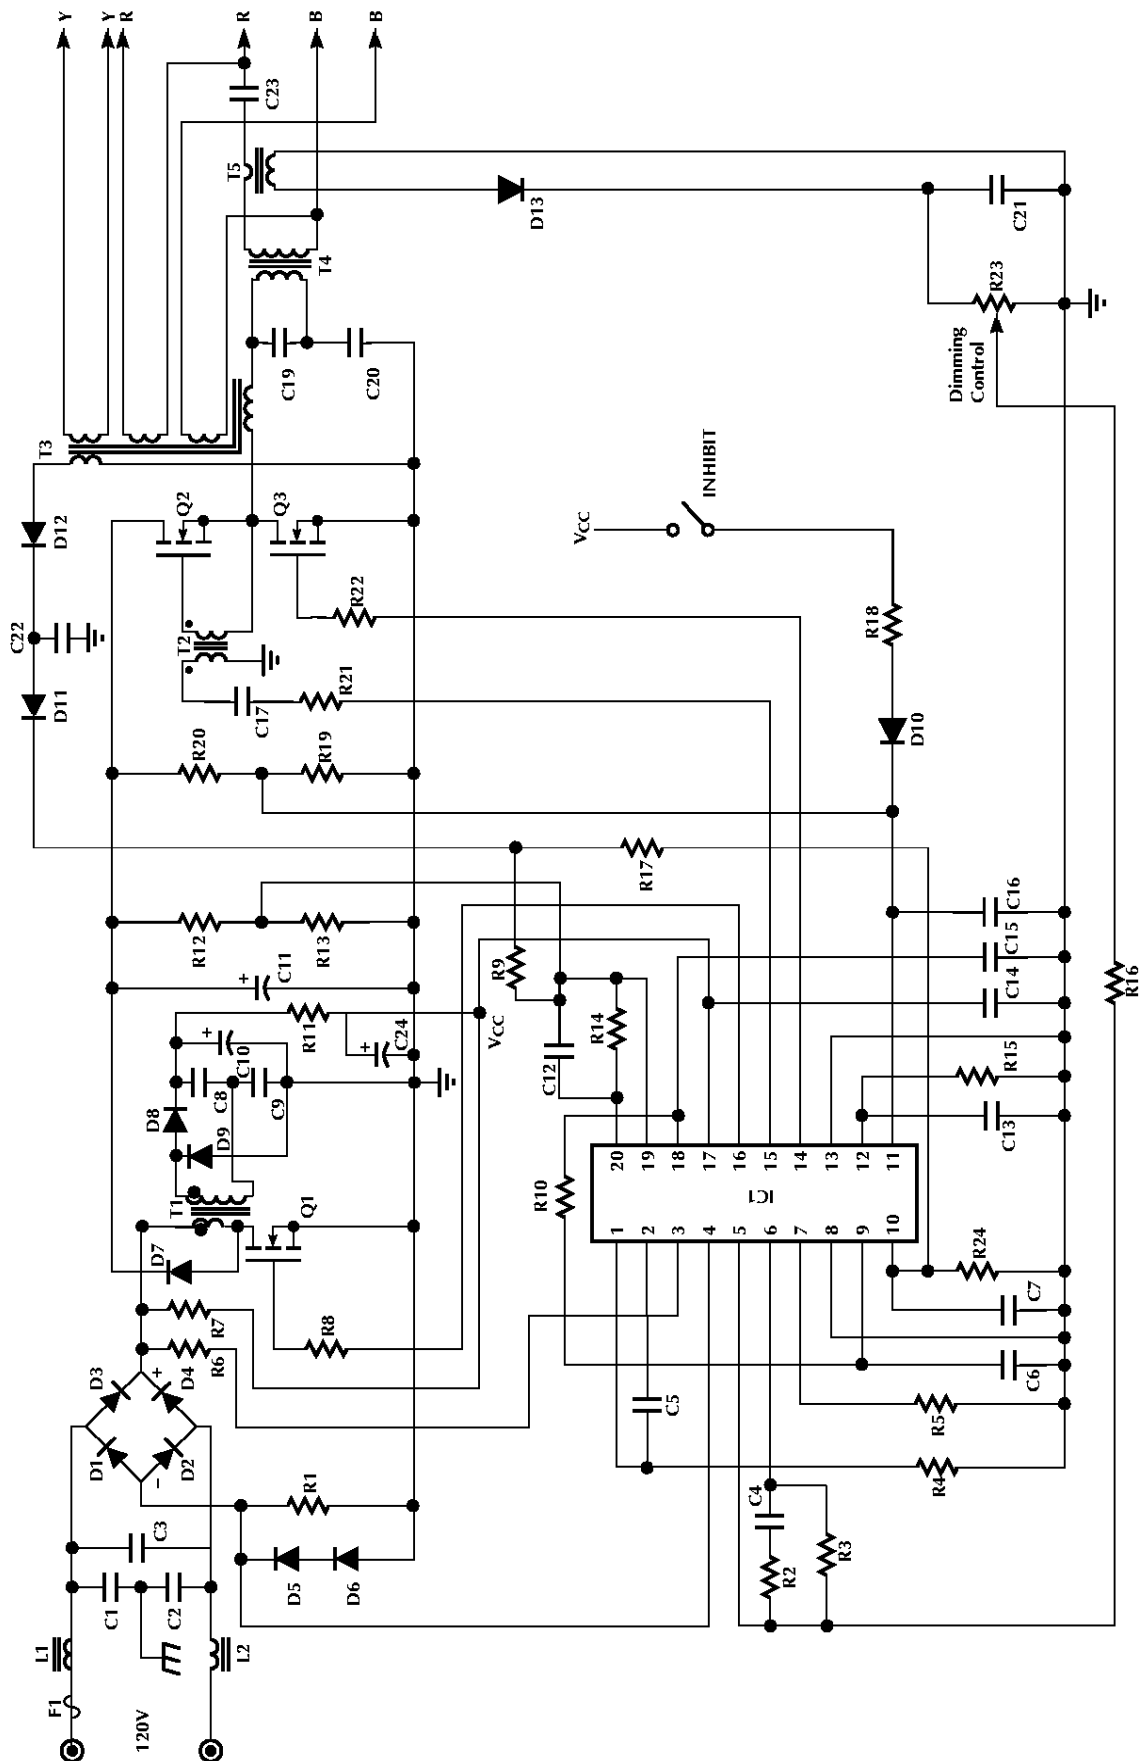 Y
Y
R
R
B
B
C23
T5
D13
C21
T4
R23
Dimming
Control
C19
C20
T3
Q2
Q3
INHIBIT
VCC
D12
C22
R22
T2
R18
D11
R21
C17
R20
R19
D10
R17
R12
R13
+
C11
R9
C16
C15
C14
R16
VCC
R11
+
C10
+
C24
R14
C12
R15
C8
C9
D8
D9
C13
T1
Q1
R10
20
19
18
17
16
15
14
13
12
11
IC1
1
2
3
4
5
6
7
8
9
10
D7
R24
R7
R8
C7
R6
D3
+
D4
C6
C5
R5
D1
−
D2
R1
R4
C4
C3
C1
C2
D5
D6
R2
R3
L1
L2
F1
120V